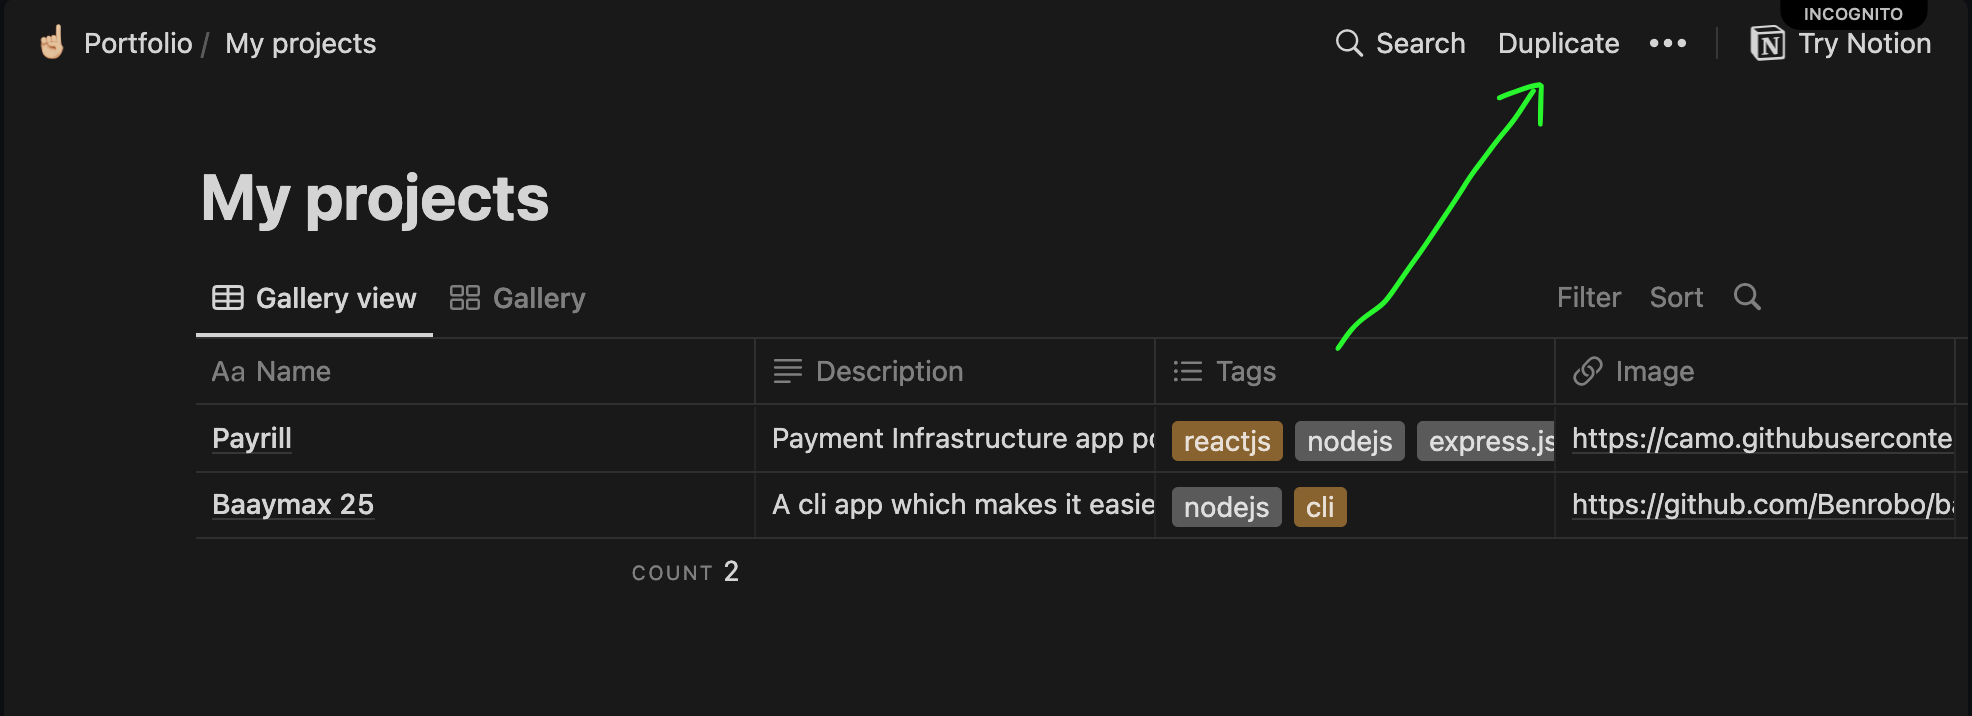 INCOGNITO
☝🏼 Portfolio / My projects Search Duplicate ••• Try Notion
My projects
Gallery view Gallery Filter Sort
Aa Name Description Tags Image
Payrill Payment Infrastructure app po reactjs nodejs express.js https://camo.githubuserconte
Baaymax 25 A cli app which makes it easie nodejs cli https://github.com/Benrobo/ba
COUNT 2